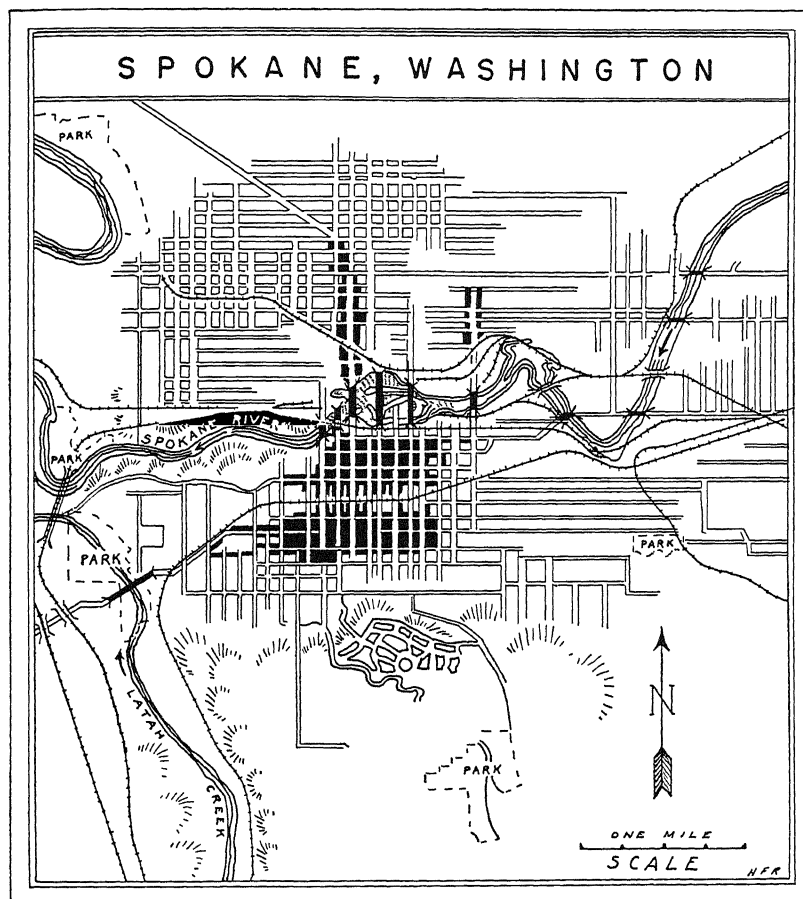 SPOKANE, WASHINGTON
PARK
SPOKANE RIVER
PARK
PARK
PARK
LATAH CREEK
N
PARK
ONE MILE
SCALE
HFR